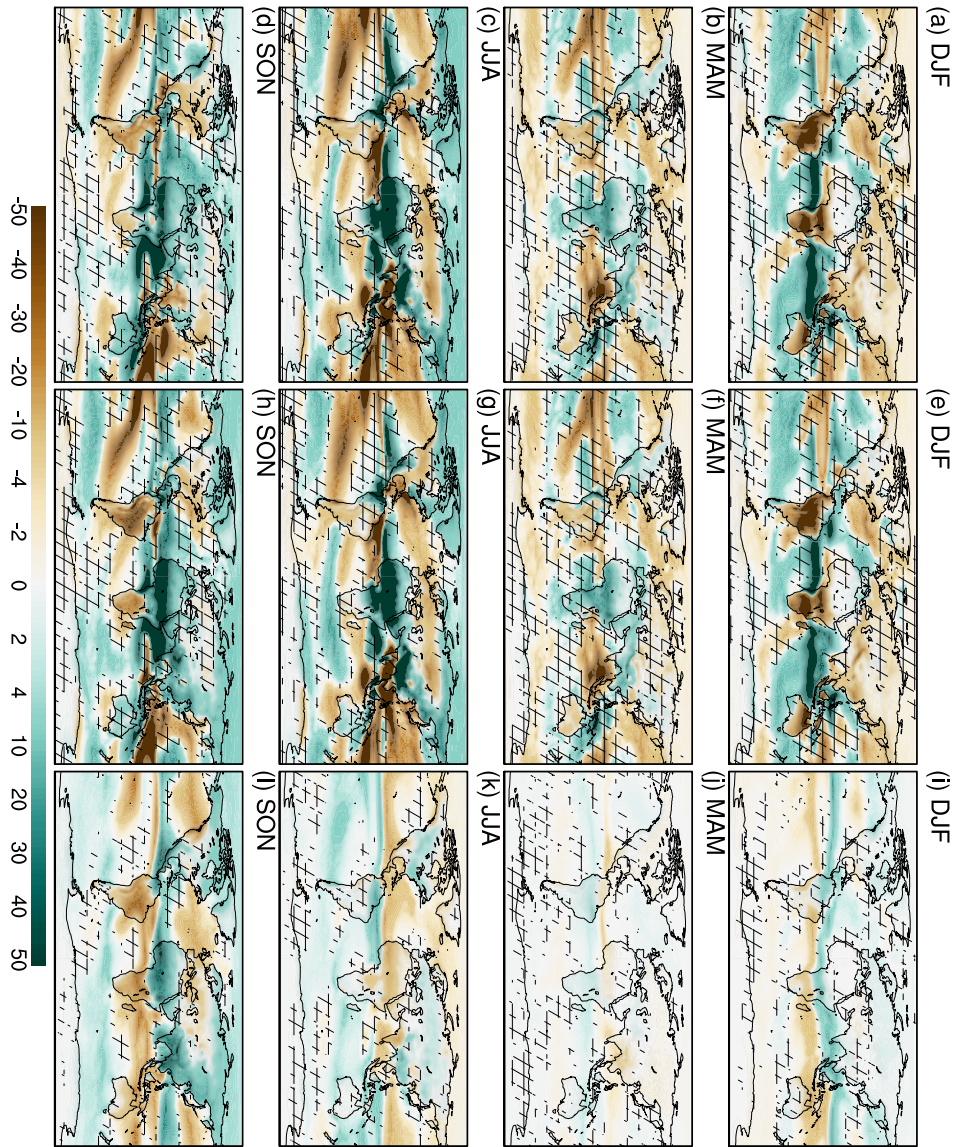 (a) DJF
(e) DJF
(i) DJF
(b) MAM
(f) MAM
(j) MAM
(c) JJA
(g) JJA
(k) JJA
(d) SON
(h) SON
(l) SON
-50 -40 -30 -20 -10 -4 -2 0 2 4 10 20 30 40 50